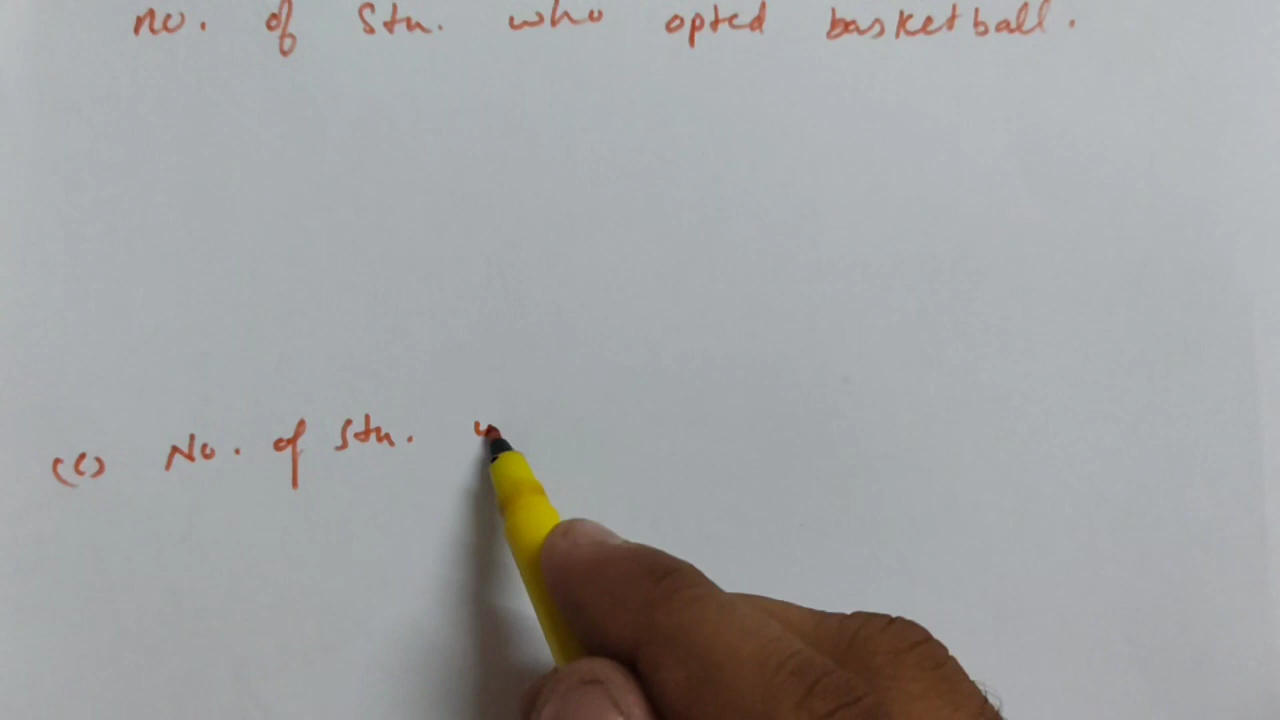 no. of Stu. who opted basketball.
(c) No. of Stu.